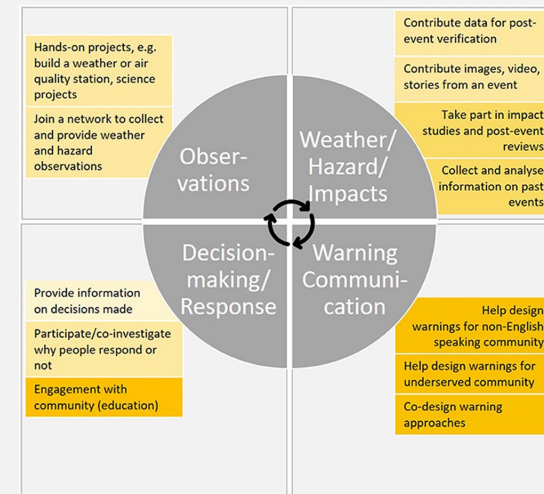 Hands-on projects, e.g.
build a weather or air
quality station, science
projects
Join a network to collect
and provide weather
and hazard
observations
Obser-
vations
Contribute data for post-
event verification
Contribute images, video,
stories from an event
Take part in impact
studies and post-event
reviews
Collect and analyse
information on past
events
Weather/
Hazard/
Impacts
Provide information
on decisions made
Participate/co-investigate
why people respond or
not
Engagement with
community (education)
Decision-
making/
Response
Warning
Communi-
cation
Help design
warnings for non-English
speaking community
Help design warnings for
underserved community
Co-design warning
approaches